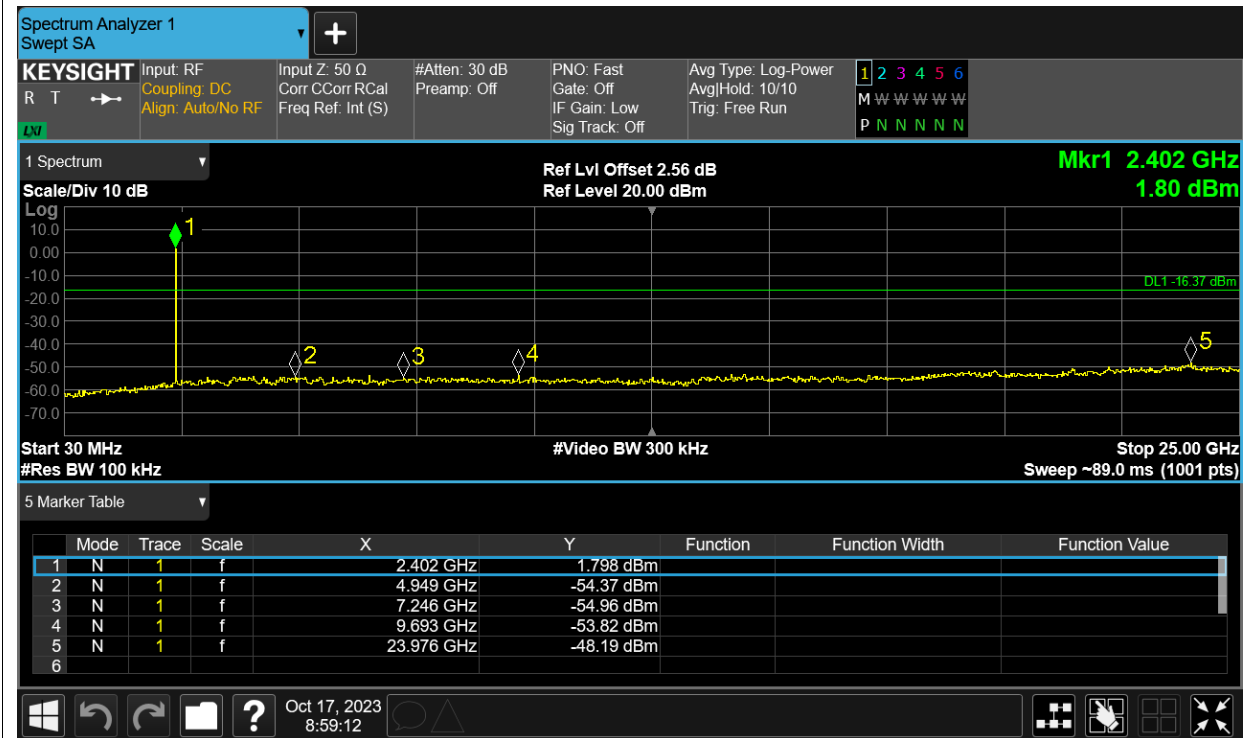 Spectrum Analyzer 1
Swept SA
▼
+
KEYSIGHT Input: RF Input Z: 50 Ω #Atten: 30 dB PNO: Fast Avg Type: Log-Power 1 2 3 4 5 6
R T Coupling: DC Corr CCorr RCal Preamp: Off Gate: Off Avg|Hold: 10/10 M W W W W W
Align: Auto/No RF Freq Ref: Int (S) IF Gain: Low Trig: Free Run
LXI Sig Track: Off P N N N N N
1 Spectrum ▼ Ref Lvl Offset 2.56 dB Mkr1 2.402 GHz
Scale/Div 10 dB Ref Level 20.00 dBm 1.80 dBm
Log
1
10.0
0.00
-10.0
DL1 -16.37 dBm
-20.0
-30.0
-40.0
2 3 4 5
-50.0
-60.0
-70.0
Start 30 MHz #Video BW 300 kHz Stop 25.00 GHz
#Res BW 100 kHz Sweep ~89.0 ms (1001 pts)
5 Marker Table ▼
Mode Trace Scale X Y Function Function Width Function Value
1 N 1 f 2.402 GHz 1.798 dBm
2 N 1 f 4.949 GHz -54.37 dBm
3 N 1 f 7.246 GHz -54.96 dBm
4 N 1 f 9.693 GHz -53.82 dBm
5 N 1 f 23.976 GHz -48.19 dBm
6
? Oct 17, 2023
8:59:12